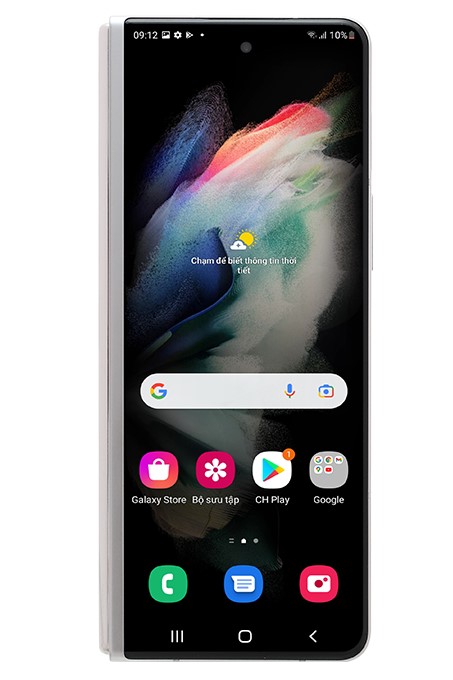 09:12
10%
Chạm để biết thông tin thời
tiết
Galaxy Store
Bộ sưu tập
CH Play
1
Google